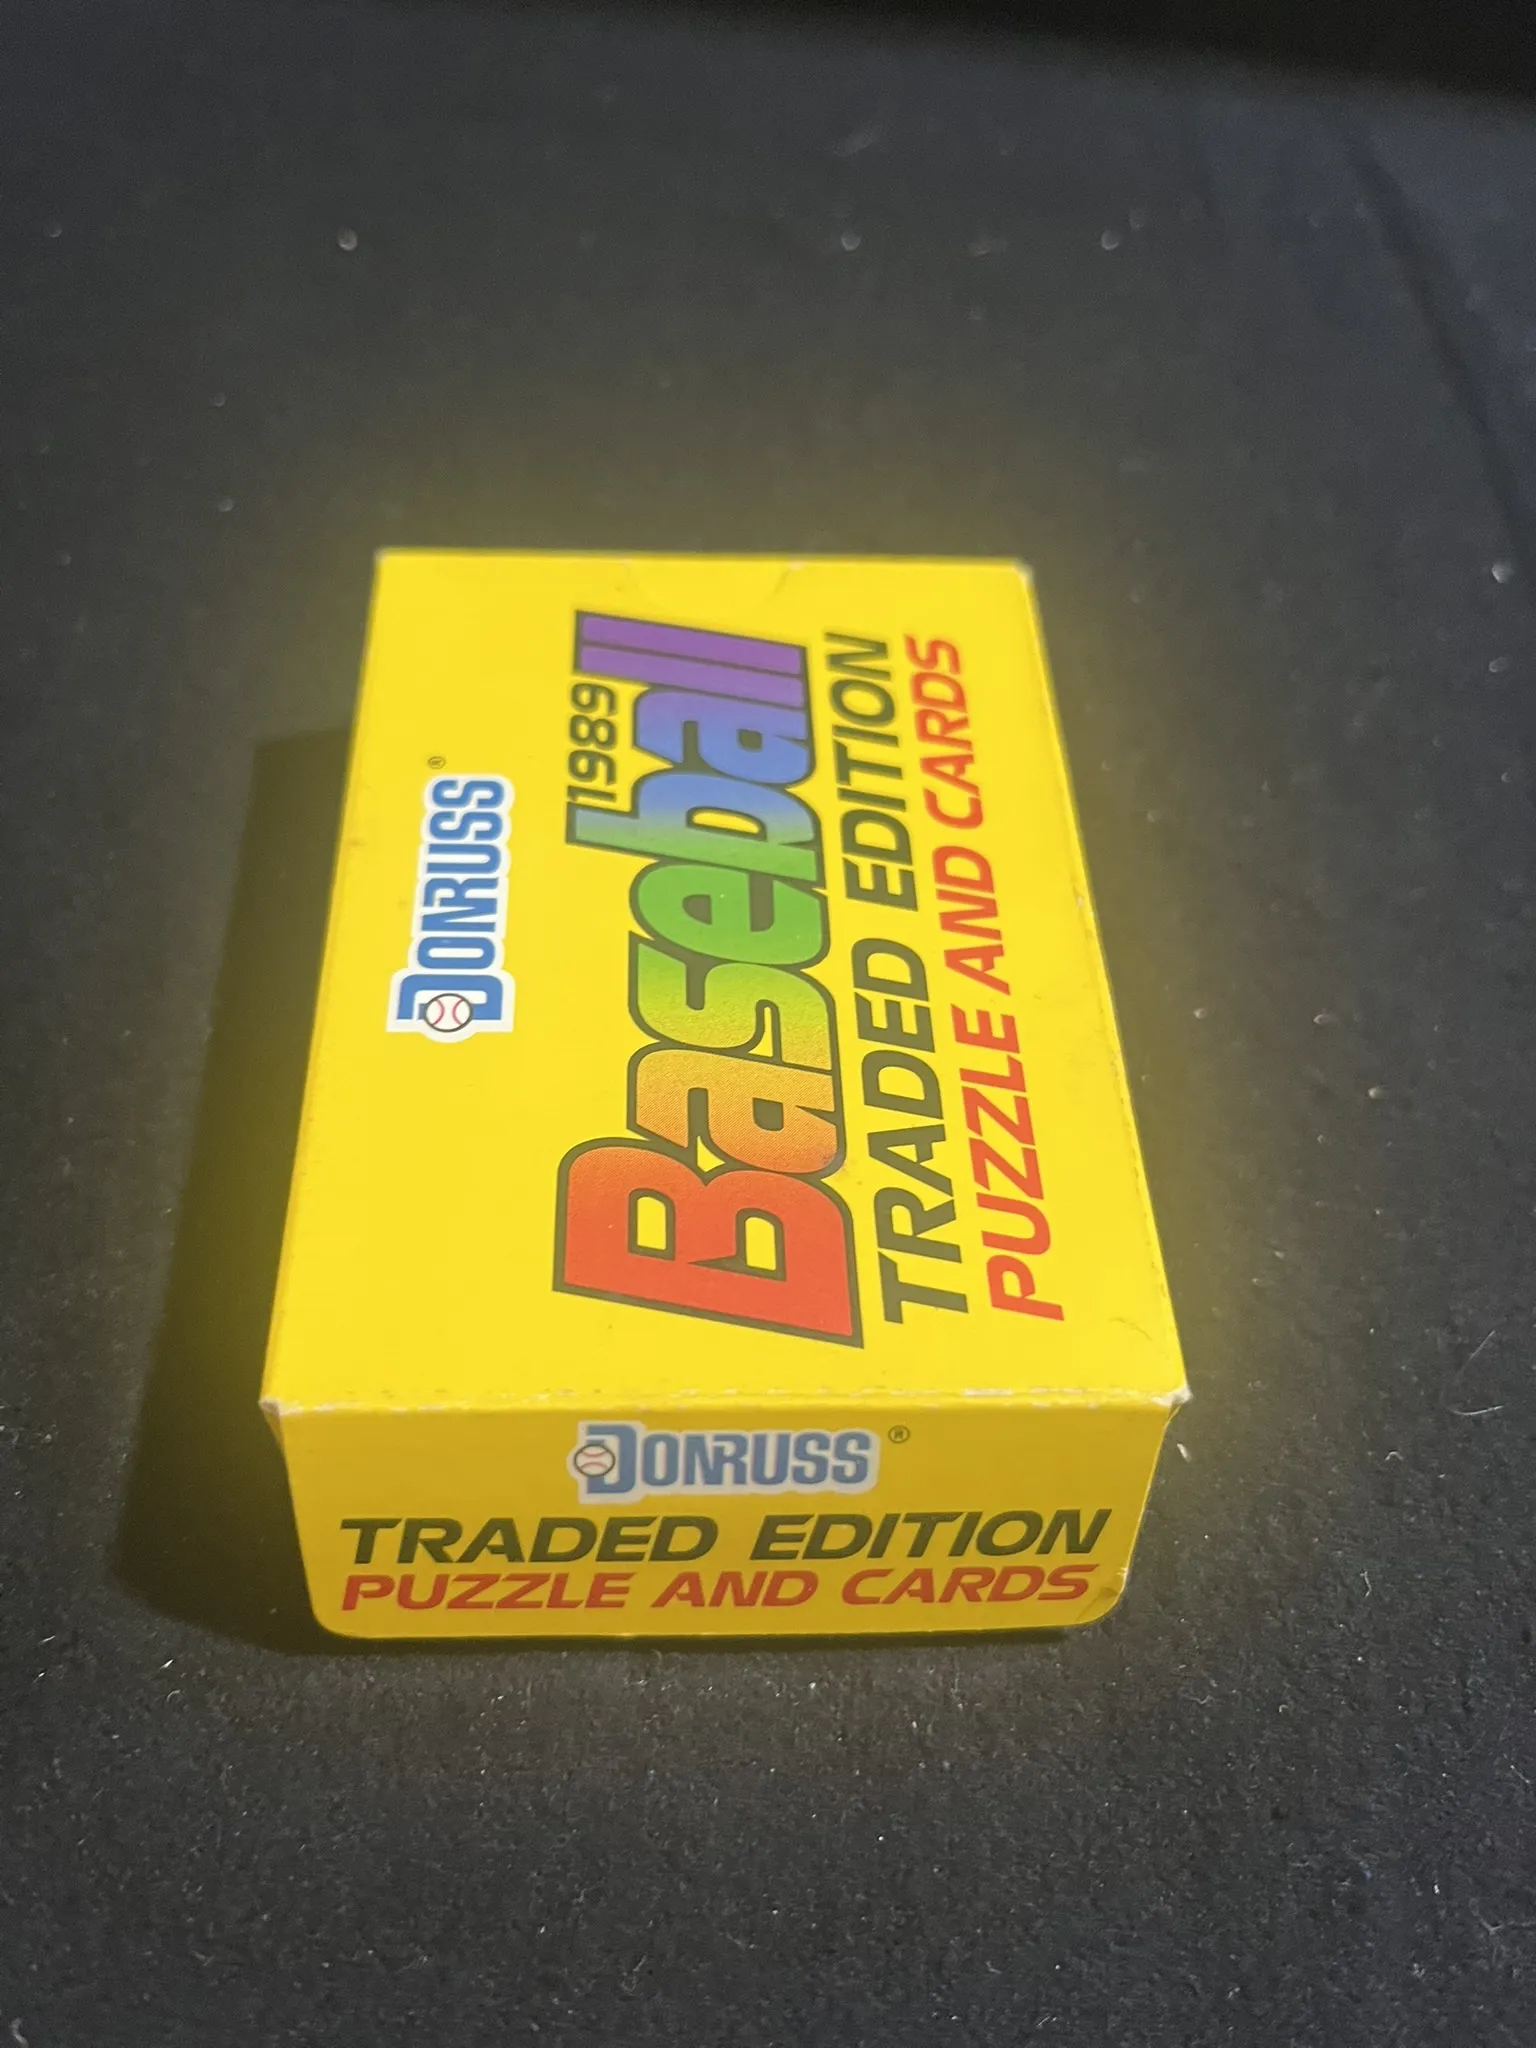 DONRUSS®
1989
Baseball
TRADED EDITION
PUZZLE AND CARDS
DONRUSS®
TRADED EDITION
PUZZLE AND CARDS